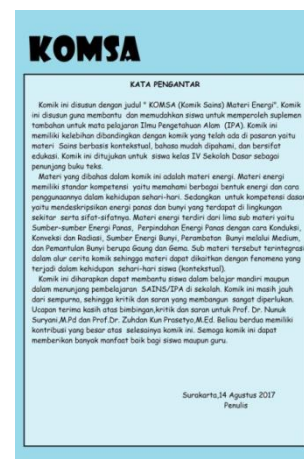 KOMSA
KATA PENGANTAR
Komik ini disusun dengan judul " KOMSA (Komik Sains) Materi Energi". Komik
ini disusun guna membantu dan memudahkan siswa untuk memperoleh suplemen
tambahan untuk mata pelajaran Ilmu Pengetahuan Alam (IPA). Komik ini
memiliki kelebihan dibandingkan dengan komik yang telah ada di pasaran yaitu
materi Sains berbasis kontekstual, bahasa mudah dipahami, dan bersifat
edukasi. Komik ini ditujukan untuk siswa kelas IV Sekolah Dasar sebagai
penunjang buku teks.
Materi yang dibahas dalam komik ini adalah materi energi. Materi energi
memiliki standar kompetensi yaitu memahami berbagai bentuk energi dan cara
penggunaannya dalam kehidupan sehari-hari. Sedangkan untuk kompetensi dasar
yaitu mendeskripsikan energi panas dan bunyi yang terdapat di lingkungan
sekitar serta sifat-sifatnya. Materi energi terdiri dari lima sub materi yaitu
Sumber-sumber Energi Panas, Perpindahan Energi Panas dengan cara Konduksi,
Konveksi dan Radiasi, Sumber Energi Bunyi, Perambatan Bunyi melalui Medium,
dan Pemantulan Bunyi berupa Gaung dan Gema. Sub materi tersebut terintegrasi
dalam alur cerita komik sehingga materi dapat dikaitkan dengan fenomena yang
terjadi dalam kehidupan sehari-hari siswa (kontekstual).
Komik ini diharapkan dapat membantu siswa dalam belajar mandiri maupun
dalam menunjang pembelajaran SAINS/IPA di sekolah. Komik ini masih jauh
dari sempurna, sehingga kritik dan saran yang membangun sangat diperlukan.
Ucapan terima kasih atas bimbingan,kritik dan saran untuk Prof. Dr. Nunuk
Suryani,M.Pd dan Prof.Dr. Zuhdan Kun Prasetyo,M.Ed. Beliau berdua memiliki
kontribusi yang besar atas selesainya komik ini. Semoga komik ini dapat
memberikan banyak manfaat baik bagi siswa maupun guru.
Surakarta,14 Agustus 2017
Penulis